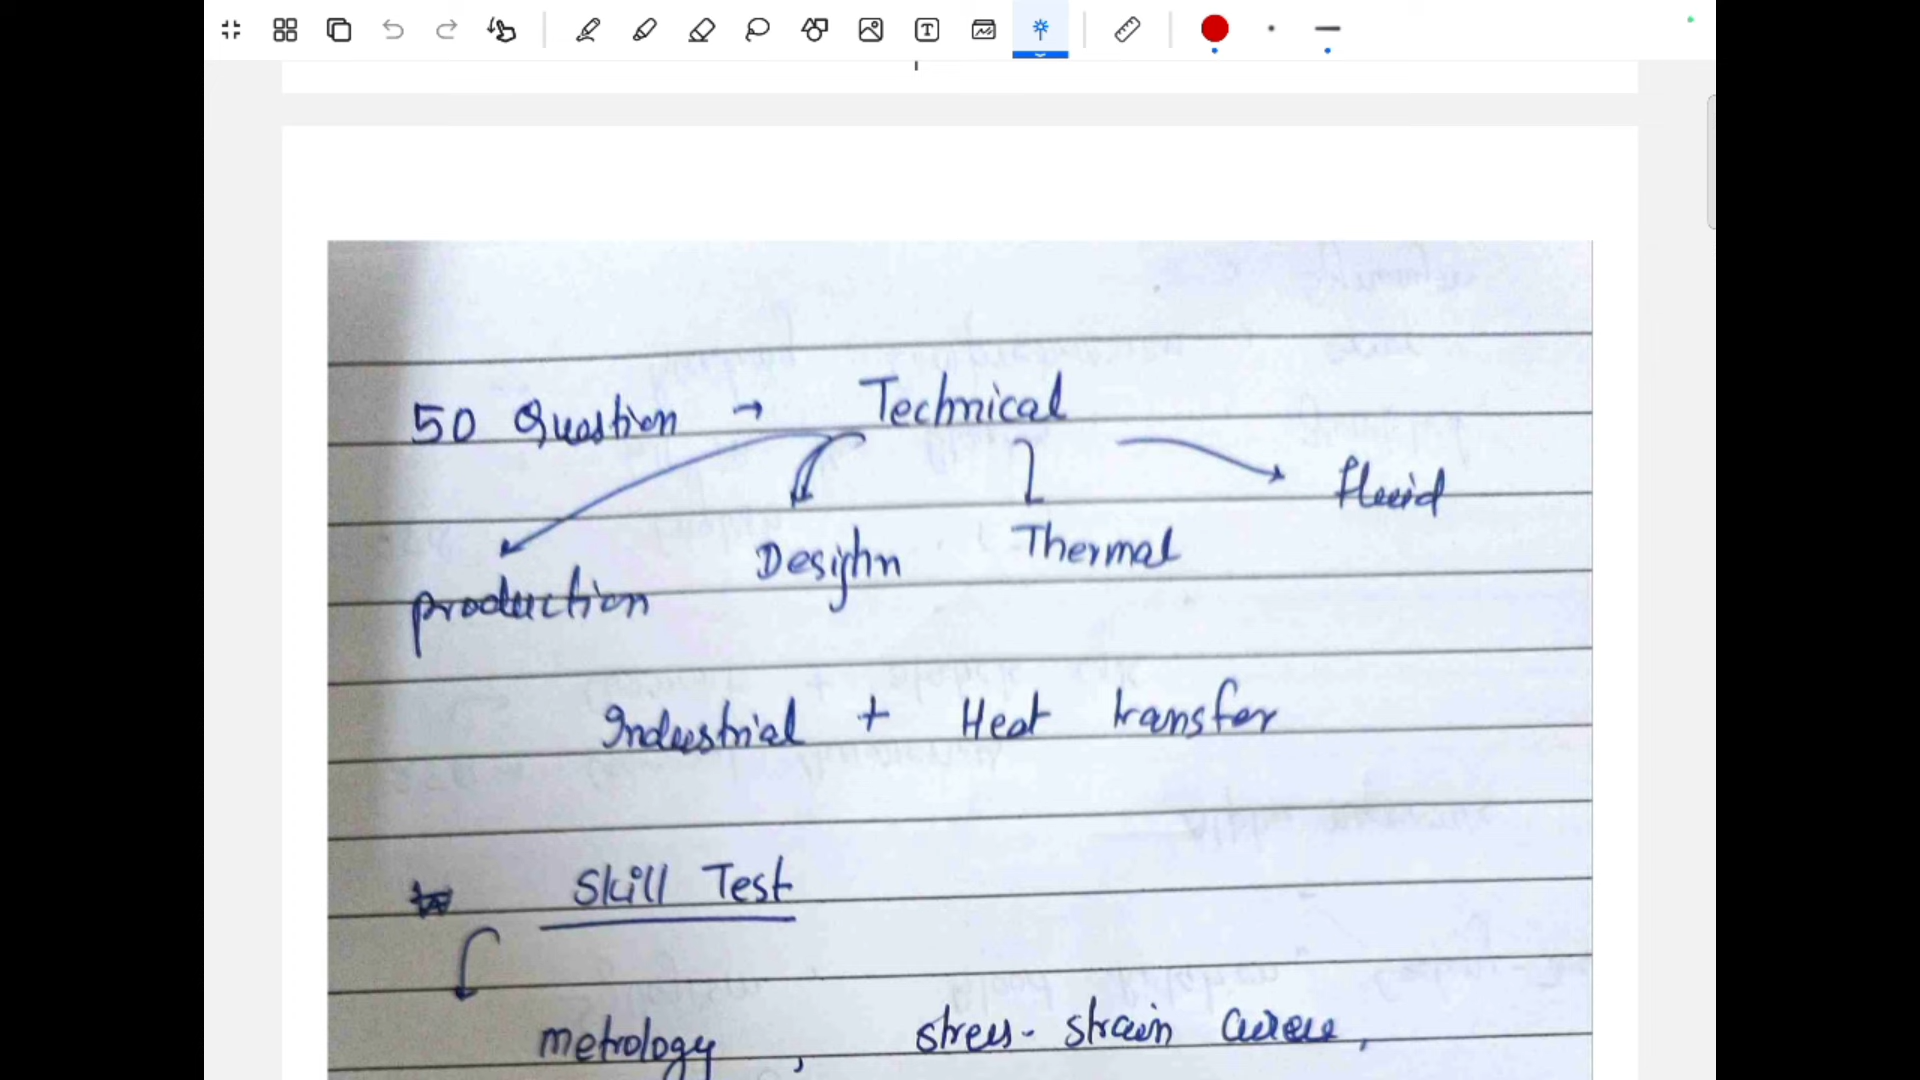 50 Question → Technical
fluid
Design Thermal
production
Industrial + Heat transfer
Skill Test
metrology, stress-strain curve,